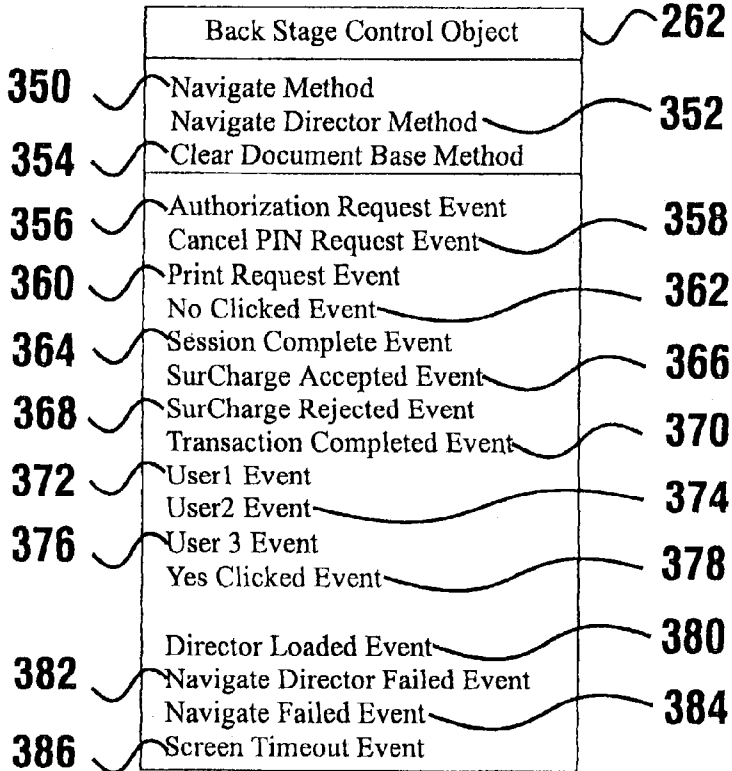 Back Stage Control Object 262
350 Navigate Method
Navigate Director Method 352
354 Clear Document Base Method
356 Authorization Request Event
Cancel PIN Request Event 358
360 Print Request Event
No Clicked Event 362
364 Session Complete Event
SurCharge Accepted Event 366
368 SurCharge Rejected Event
Transaction Completed Event 370
372 User1 Event
User2 Event 374
376 User 3 Event
Yes Clicked Event 378
Director Loaded Event 380
382 Navigate Director Failed Event
Navigate Failed Event 384
386 Screen Timeout Event